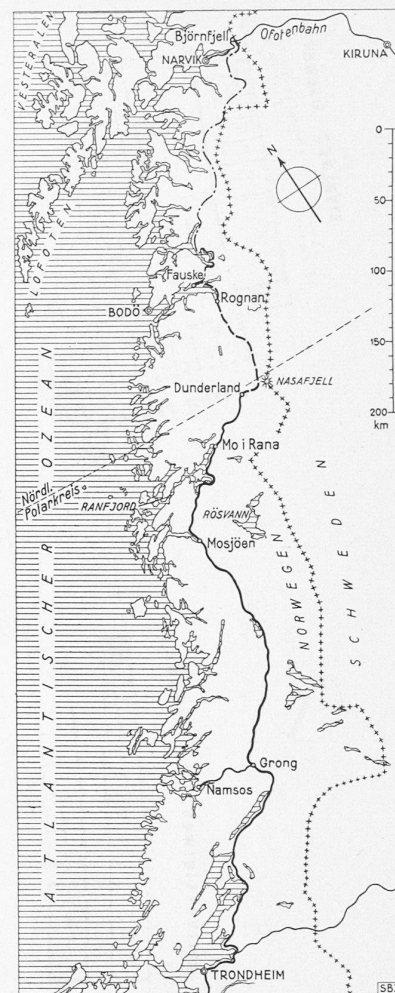 Björnfjell
Ofotenbahn
NARVIK
KIRUNA
VESTERALEN
LOFOTEN
N
0
50
100
150
200
km
Fauske
Rognan
BODÖ
NASAFJELL
Dunderland
Mo i Rana
Nördl.
Polarkreis
RANFJORD
RÖSVANN
Mosjöen
ATLANTISCHER OZEAN
NORWEGEN
SCHWEDEN
Grong
Namsos
TRONDHEIM